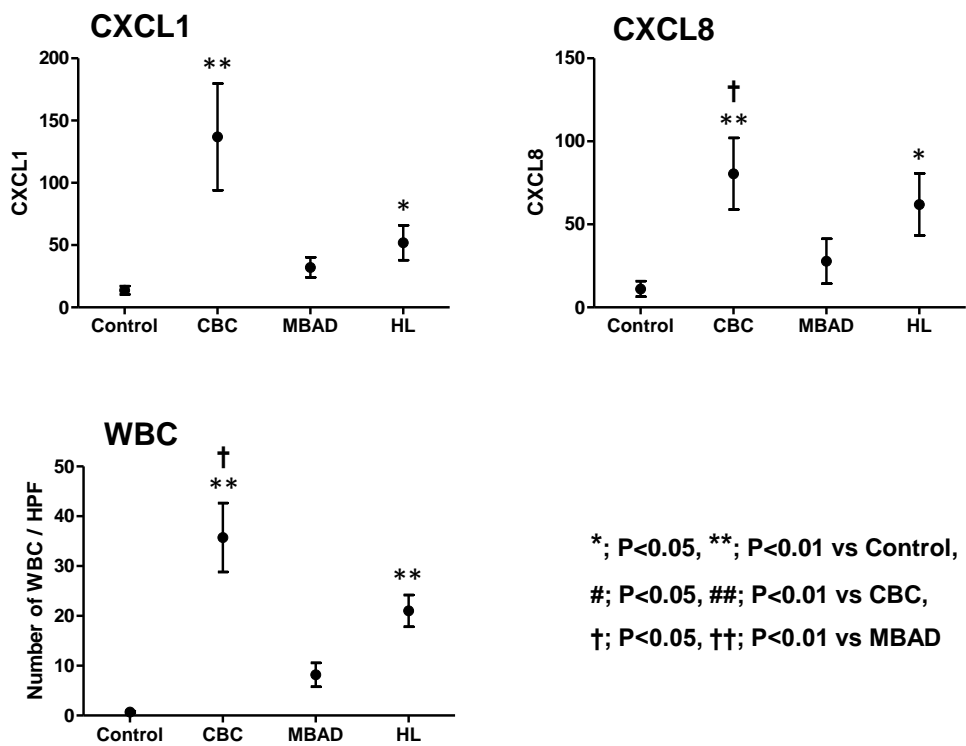 CXCL1
200
150
100
50
0
CXCL1
**
*
Control CBC MBAD HL
CXCL8
150
100
50
0
CXCL8
†
**
*
Control CBC MBAD HL
WBC
50
40
30
20
10
0
Number of WBC / HPF
†
**
**
Control CBC MBAD HL
*; P<0.05, **; P<0.01 vs Control,
#; P<0.05, ##; P<0.01 vs CBC,
†; P<0.05, ††; P<0.01 vs MBAD